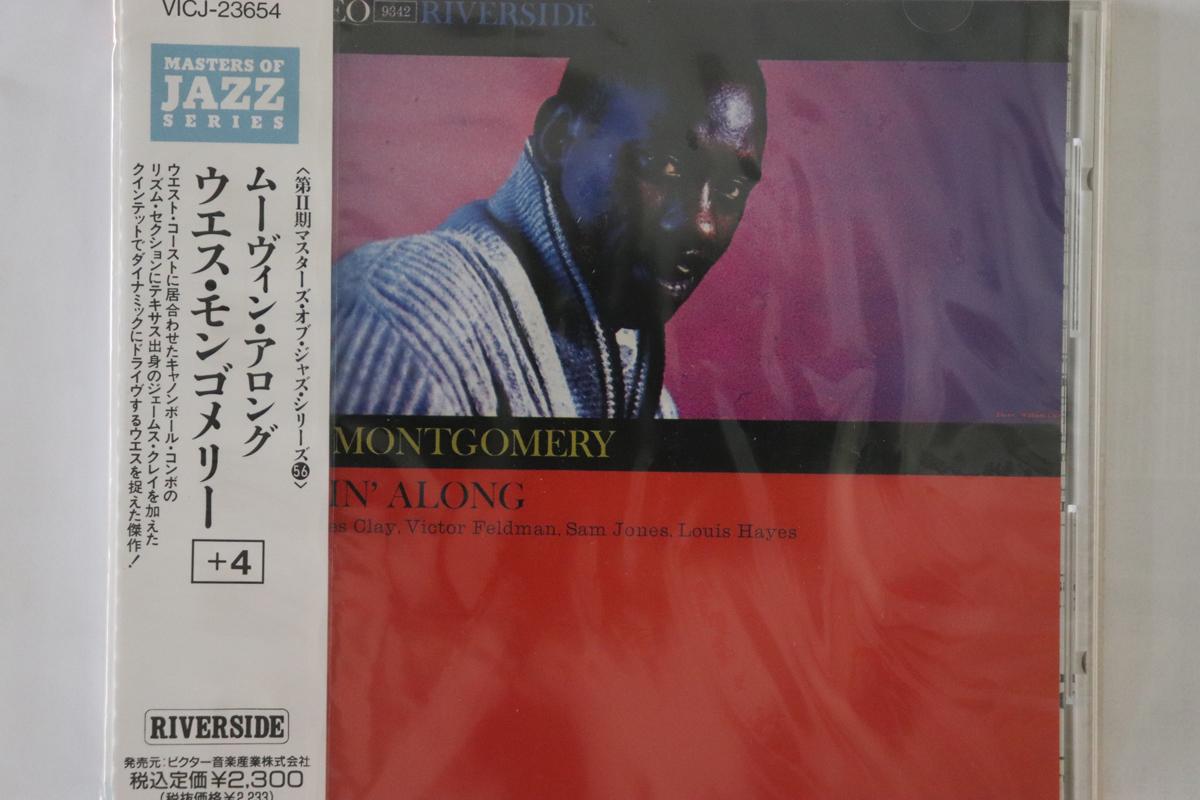 VICJ-23654
MASTERS OF
JAZZ
SERIES
〈第II期マスターズ・オブ・ジャズ・シリーズ56〉
ムーヴィン・アロング
ウエス・モンゴメリー
+4
ウエスト・コーストに居合わせたキャノンボール・コンボの
リズム・セクションにテキサス出身のジェームス・クレイを加えた
クインテットでダイナミックにドライヴするウエスを捉えた傑作!
RIVERSIDE
発売元:ビクター音楽産業株式会社
税込定価¥2,300
(税抜価格¥2,233)
EO 9342 RIVERSIDE
MONTGOMERY
IN' ALONG
es Clay, Victor Feldman, Sam Jones, Louis Hayes